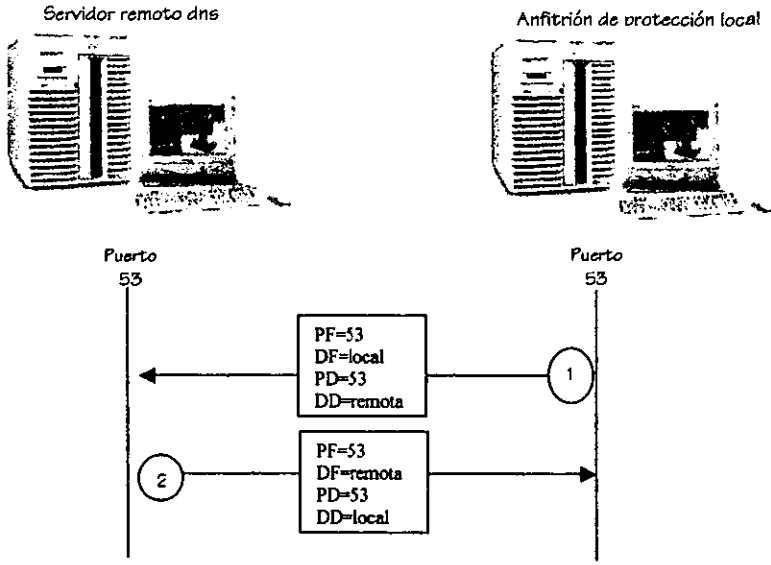 Servidor remoto dns
Anfitrión de protección local
Puerto
53
Puerto
53
PF=53
DF=local
PD=53
DD=remota
1
2
PF=53
DF=remota
PD=53
DD=local